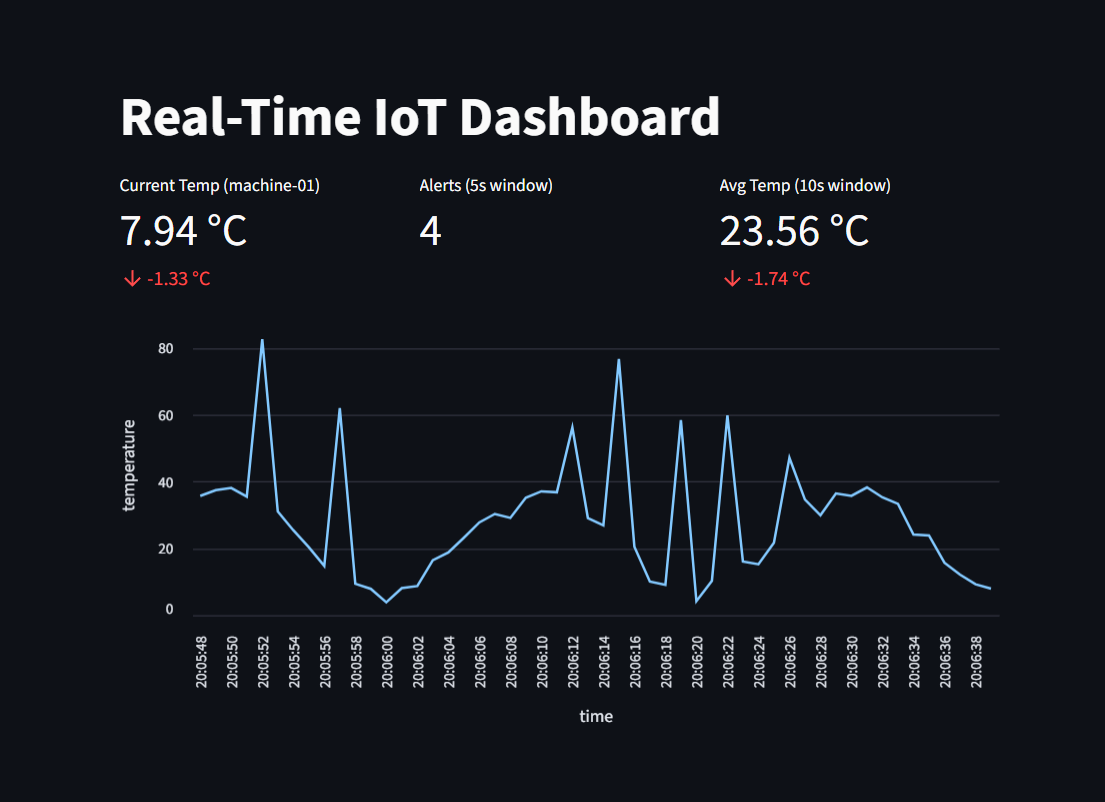 Real-Time IoT Dashboard
Current Temp (machine-01) Alerts (5s window) Avg Temp (10s window)
7.94 °C 4 23.56 °C
↓ -1.33 °C ↓ -1.74 °C
80
60
40
20
0
temperature
20:05:48 20:05:50 20:05:52 20:05:54 20:05:56 20:05:58 20:06:00 20:06:02 20:06:04 20:06:06 20:06:08 20:06:10 20:06:12 20:06:14 20:06:16 20:06:18 20:06:20 20:06:22 20:06:24 20:06:26 20:06:28 20:06:30 20:06:32 20:06:34 20:06:36 20:06:38
time